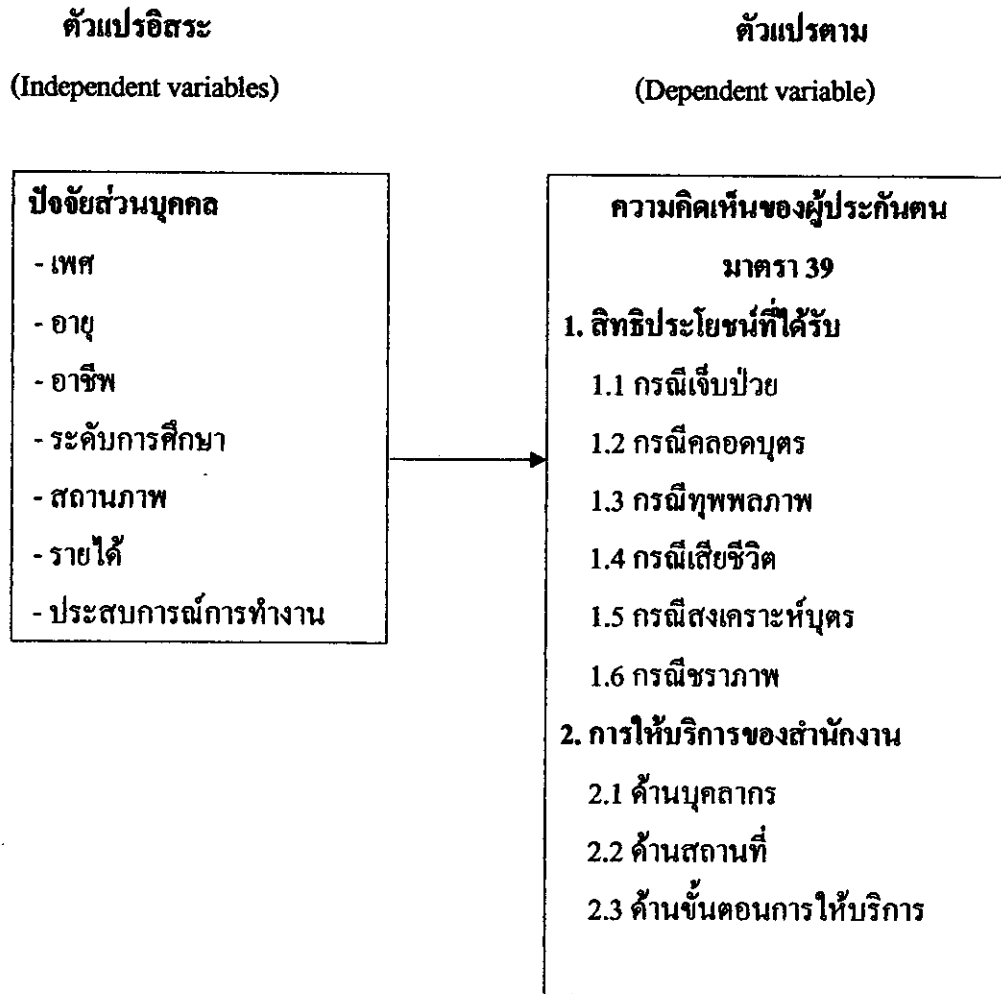 ตัวแปรอิสระ
(Independent variables)
ตัวแปรตาม
(Dependent variable)
ปัจจัยส่วนบุคคล
- เพศ
- อายุ
- อาชีพ
- ระดับการศึกษา
- สถานภาพ
- รายได้
- ประสบการณ์การทำงาน
ความคิดเห็นของผู้ประกันตน
มาตรา 39
1. สิทธิประโยชน์ที่ได้รับ
1.1 กรณีเจ็บป่วย
1.2 กรณีคลอดบุตร
1.3 กรณีทุพพลภาพ
1.4 กรณีเสียชีวิต
1.5 กรณีสงเคราะห์บุตร
1.6 กรณีชราภาพ
2. การให้บริการของสำนักงาน
2.1 ด้านบุคลากร
2.2 ด้านสถานที่
2.3 ด้านขั้นตอนการให้บริการ